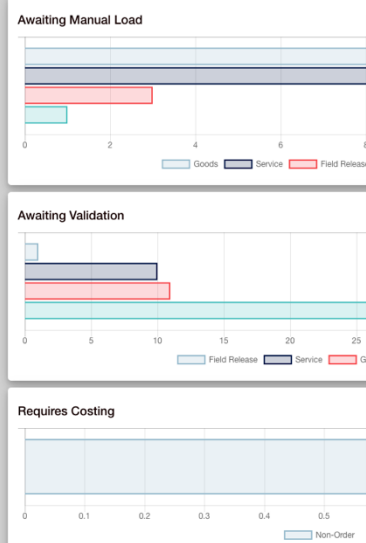 Awaiting Manual Load
0 2 4 6 8
Goods Service Field Release
Awaiting Validation
0 5 10 15 20 25
Field Release Service
Requires Costing
0 0.1 0.2 0.3 0.4 0.5
Non-Order